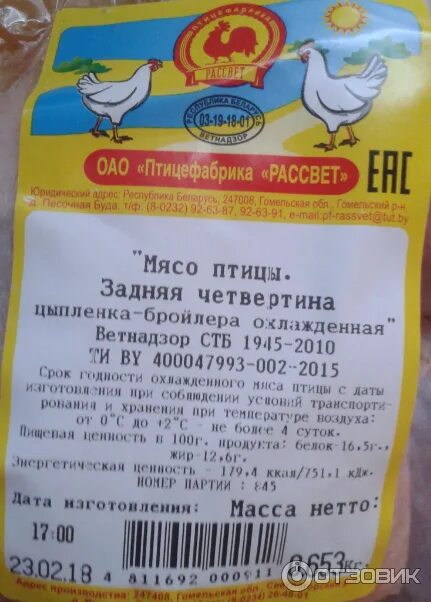 ПТИЦЕФАБРИКА
РАССВЕТ
РЕСПУБЛИКА БЕЛАРУСЬ
03-19-18-01
ВЕТНАДЗОР
ОАО «Птицефабрика «РАССВЕТ»
ЕАС
Юридический адрес: Республика Беларусь, 247008, Гомельская обл., Гомельский р-н,
д. Песочная Буда, т/ф: (8-0232) 92-63-87, 92-63-91, e-mail:pf-rassvet@tut.by
"Мясо птицы.
Задняя четвертина
цыпленка-бройлера охлажденная"
Ветнадзор СТБ 1945-2010
ТИ BY 400047993-002-2015
Срок годности охлажденного мяса птицы с даты
изготовления при соблюдении условий транспорти-
рования и хранения при температуре воздуха:
от 0°С до +2°С - не более 4 суток.
Пищевая ценность в 100г. продукта: белок-16,5г.,
жир-12,6г.
Энергетическая ценность - 179,4 ккал/751,1 кДж.
НОМЕР ПАРТИИ : 845
Дата изготовления: Масса нетто:
17:00
23.02.18 0,653кг.
4 811692 000911
Адрес производства: 247408, Гомельская обл.,
ОТЗОВИК